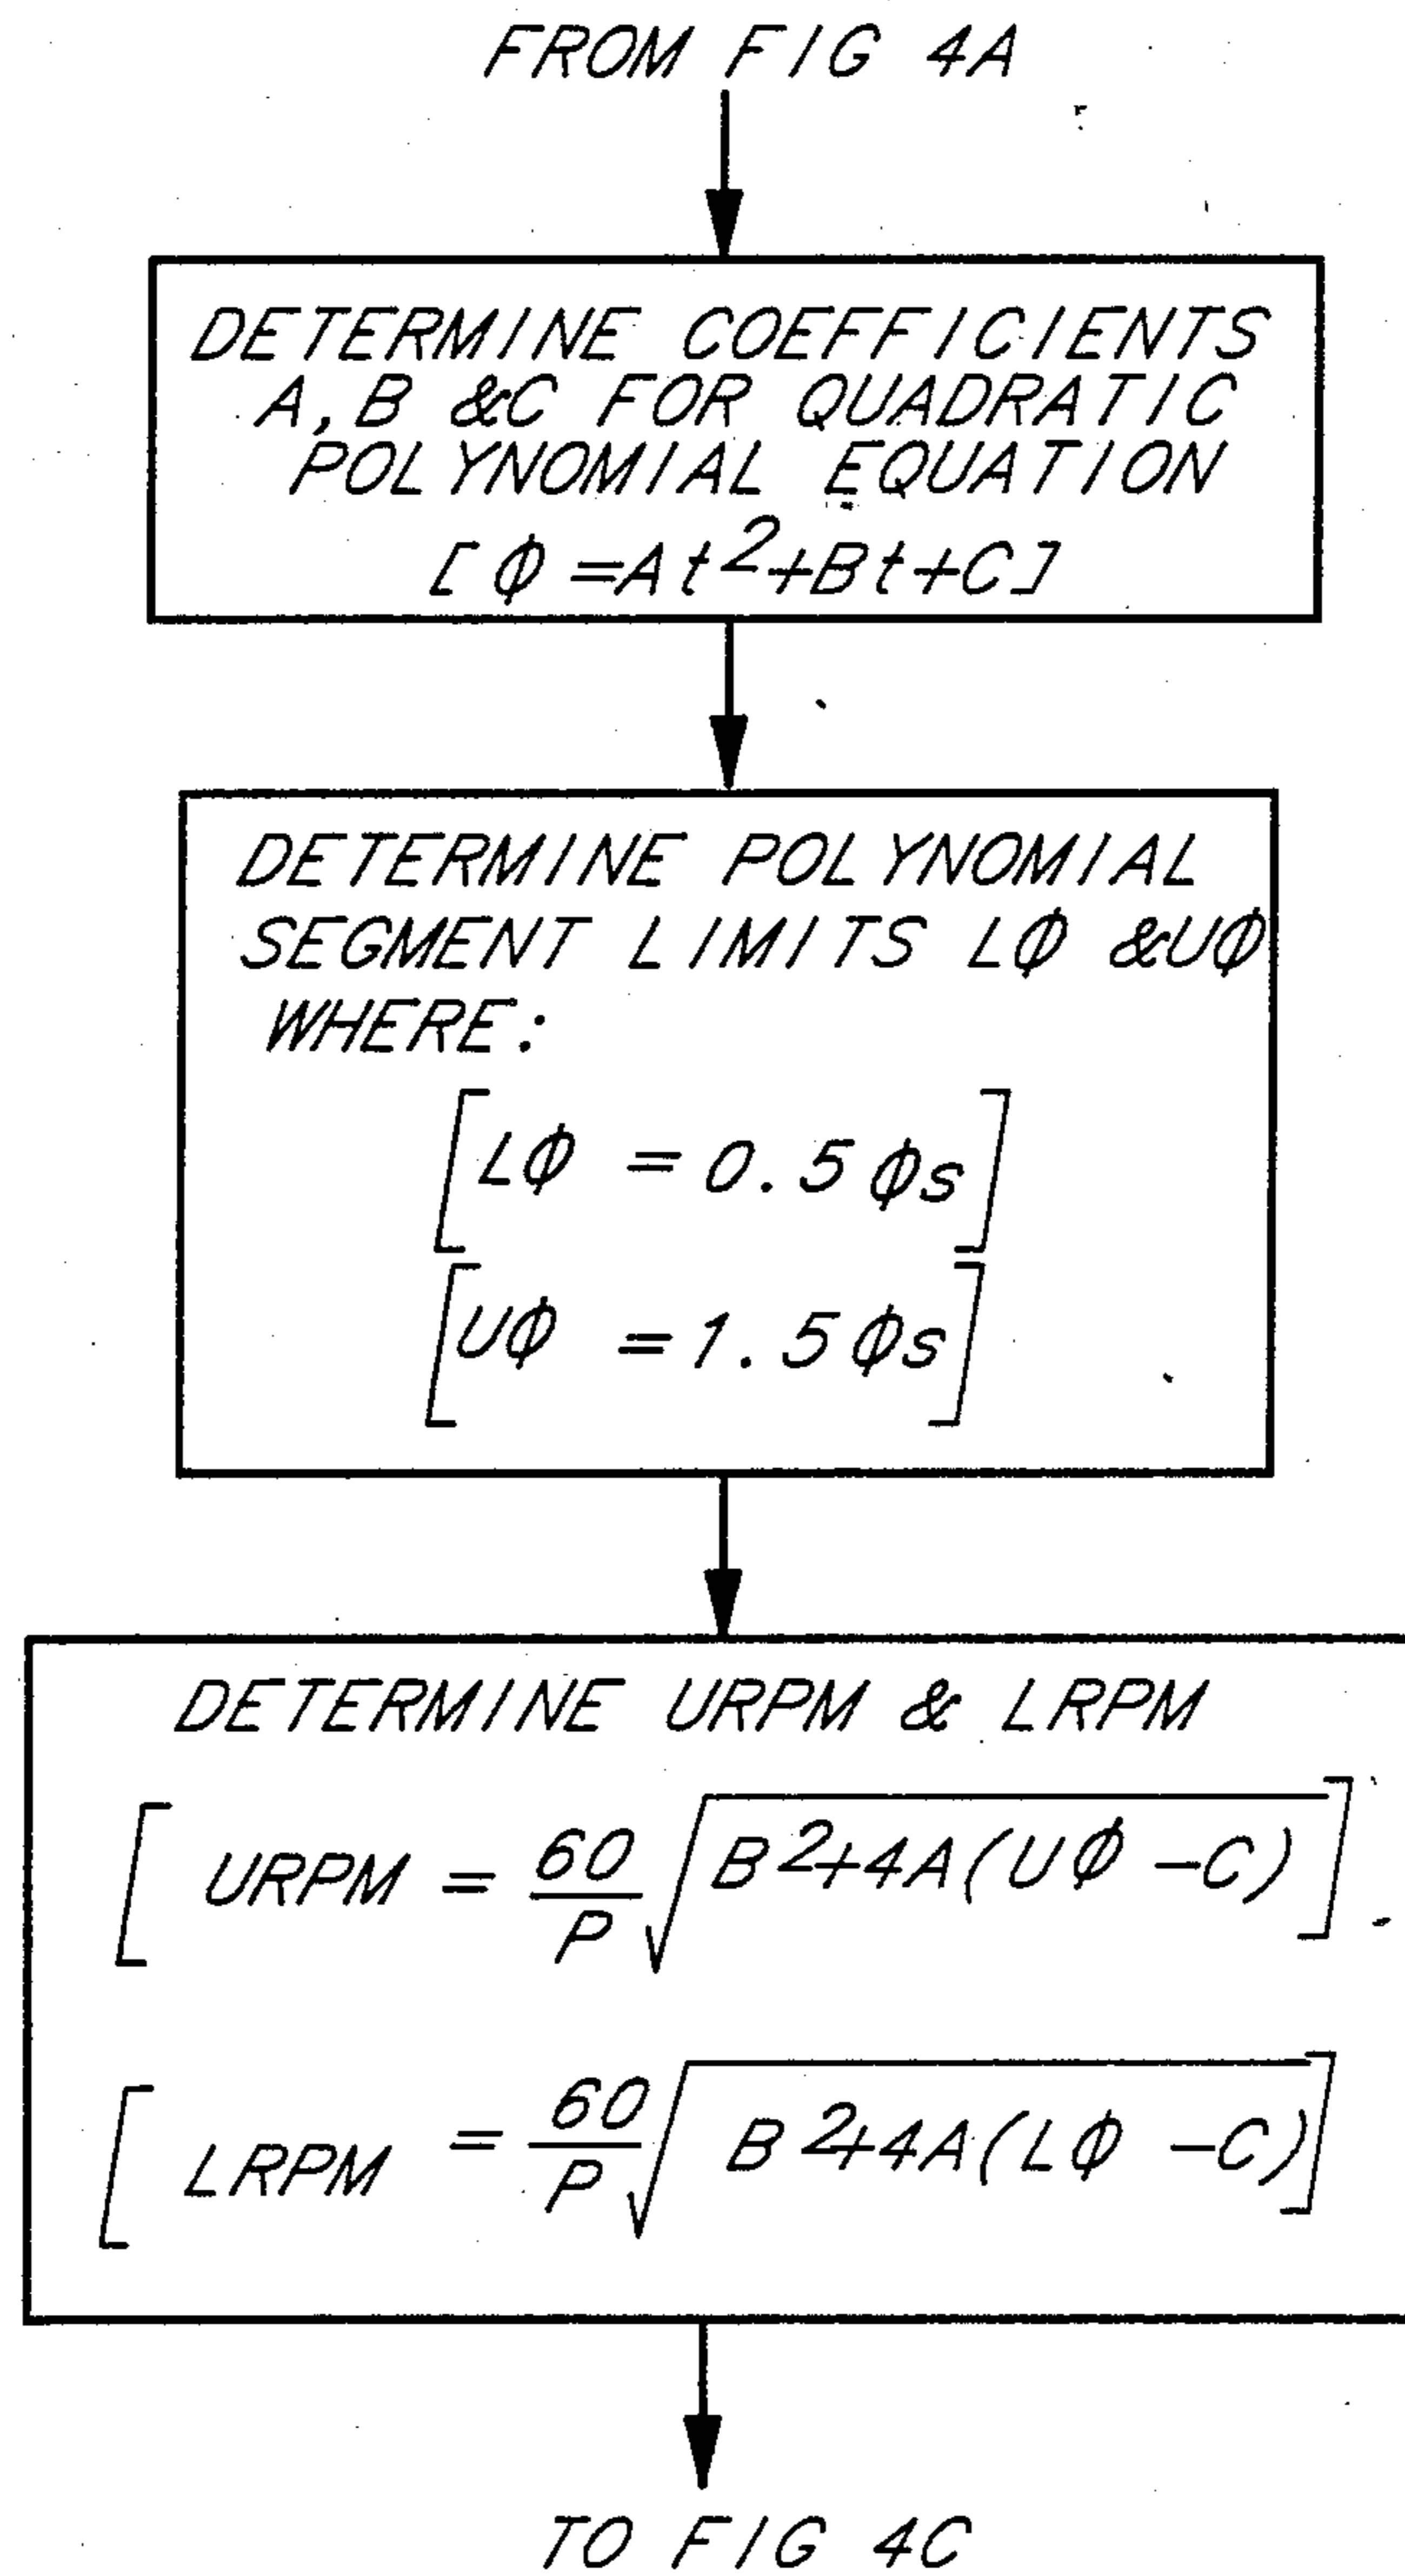 FROM FIG 4A
DETERMINE COEFFICIENTS
A, B &C FOR QUADRATIC
POLYNOMIAL EQUATION
[ϕ =At²+Bt+C]
DETERMINE POLYNOMIAL
SEGMENT LIMITS Lϕ &Uϕ
WHERE:
[Lϕ = 0.5 ϕs]
[Uϕ = 1.5 ϕs]
DETERMINE URPM & LRPM
[URPM = 60/P √B²+4A(Uϕ -C)]
[LRPM = 60/P √B²+4A(Lϕ -C)]
TO FIG 4C